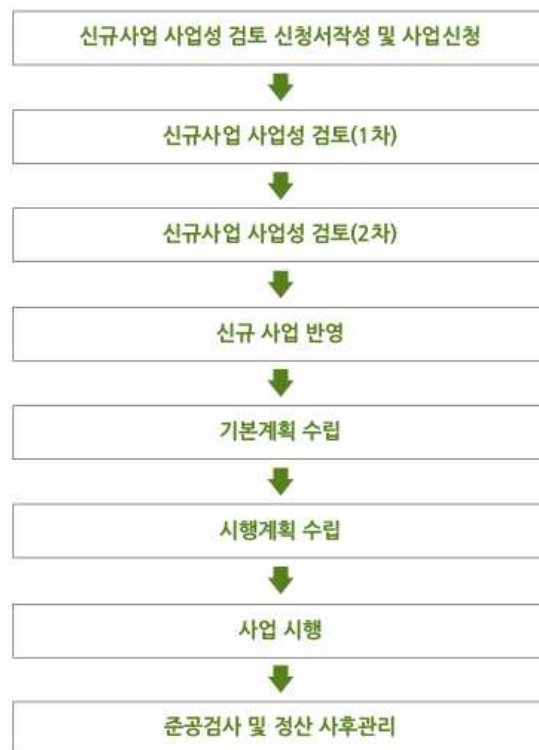 신규사업 사업성 검토 신청서작성 및 사업신청
신규사업 사업성 검토(1차)
신규사업 사업성 검토(2차)
신규 사업 반영
기본계획 수립
시행계획 수립
사업 시행
준공검사 및 정산 사후관리